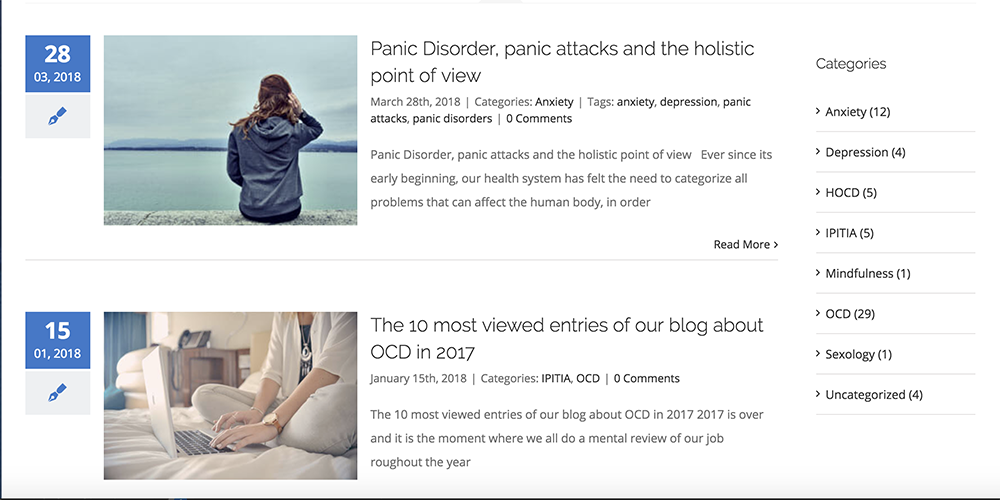 28
03, 2018
Panic Disorder, panic attacks and the holistic
point of view
March 28th, 2018 | Categories: Anxiety | Tags: anxiety, depression, panic
attacks, panic disorders | 0 Comments
Panic Disorder, panic attacks and the holistic point of view Ever since its
early beginning, our health system has felt the need to categorize all
problems that can affect the human body, in order
Read More >
15
01, 2018
The 10 most viewed entries of our blog about
OCD in 2017
January 15th, 2018 | Categories: IPITIA, OCD | 0 Comments
The 10 most viewed entries of our blog about OCD in 2017 2017 is over
and it is the moment where we all do a mental review of our job
roughout the year
Categories
> Anxiety (12)
> Depression (4)
> HOCD (5)
> IPITIA (5)
> Mindfulness (1)
> OCD (29)
> Sexology (1)
> Uncategorized (4)